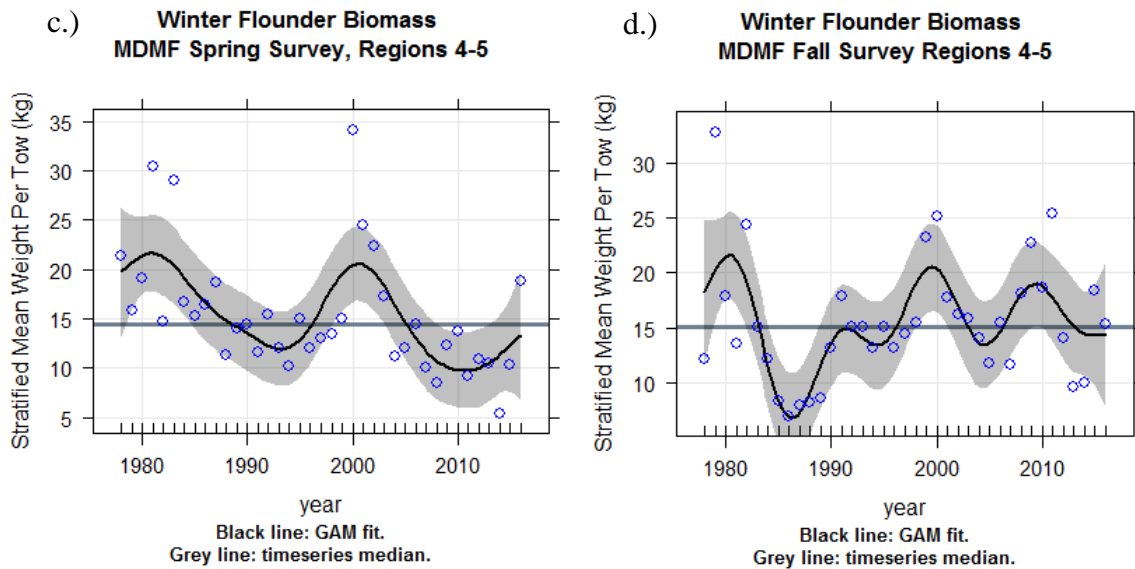 c.)
Winter Flounder Biomass
MDMF Spring Survey, Regions 4-5
Stratified Mean Weight Per Tow (kg)
35
30
25
20
15
10
5
1980 1990 2000 2010
year
Black line: GAM fit.
Grey line: timeseries median.
d.)
Winter Flounder Biomass
MDMF Fall Survey Regions 4-5
Stratified Mean Weight Per Tow (kg)
30
25
20
15
10
1980 1990 2000 2010
year
Black line: GAM fit.
Grey line: timeseries median.